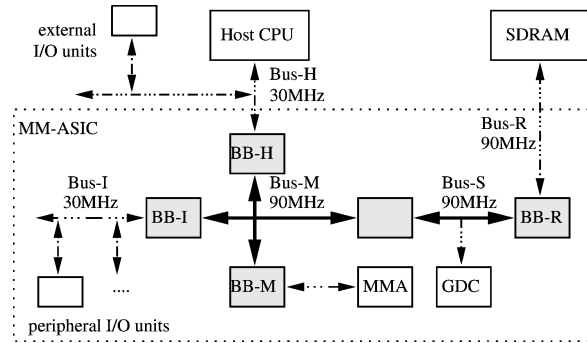 external
I/O units
Host CPU
SDRAM
Bus-H
30MHz
Bus-R
90MHz
MM-ASIC
BB-H
Bus-I
30MHz
Bus-M
90MHz
Bus-S
90MHz
BB-I
BB-R
BB-M
MMA
GDC
....
peripheral I/O units